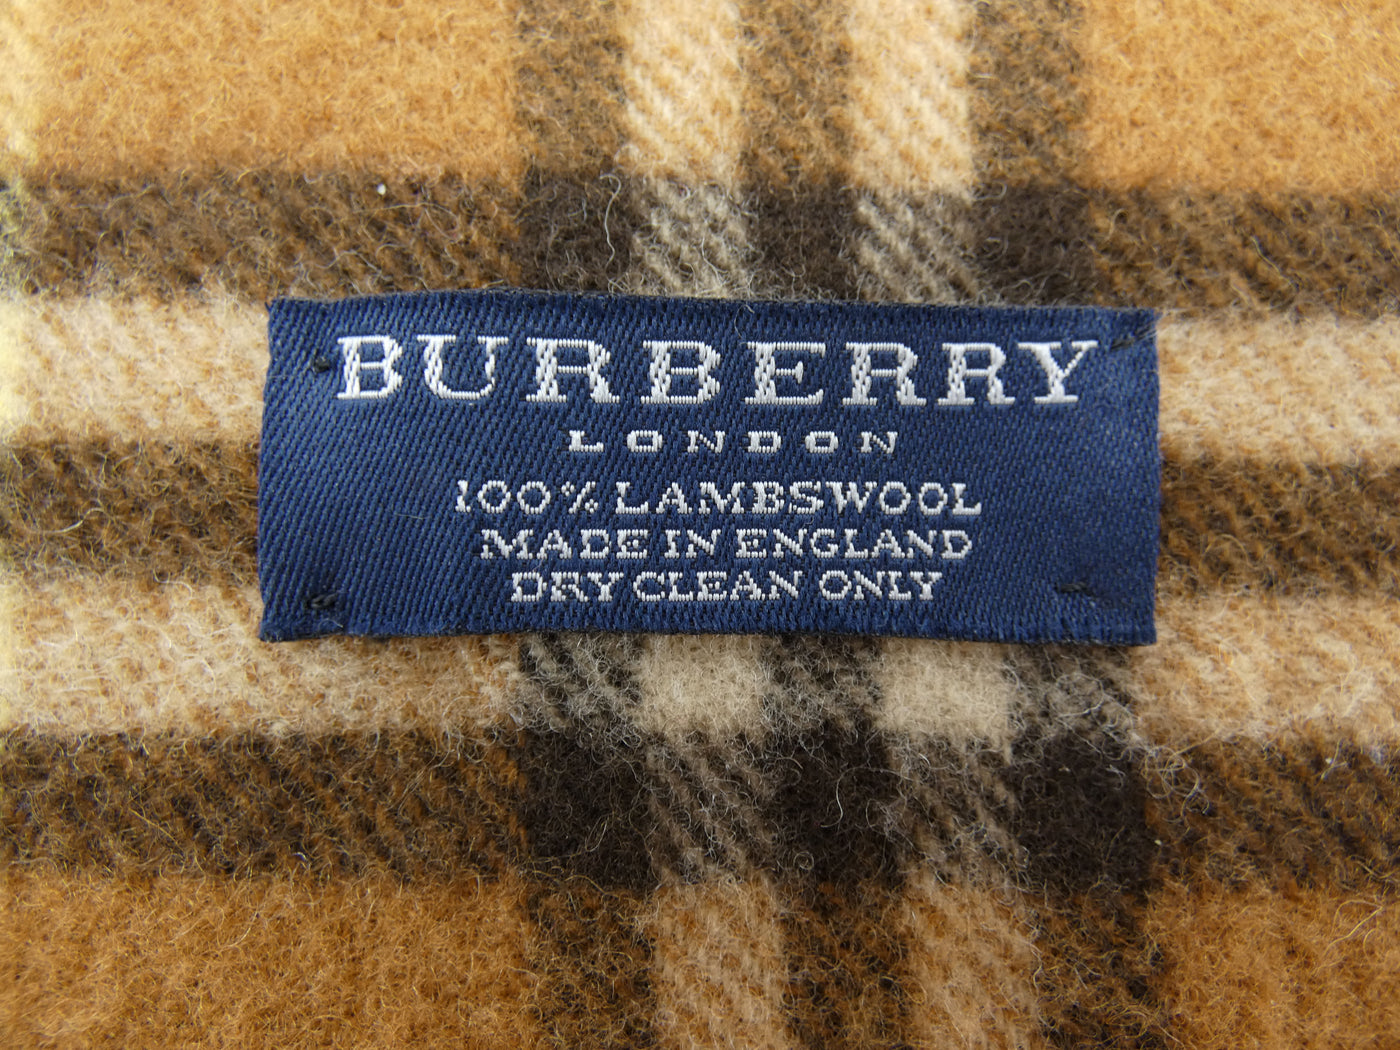 BURBERRY
LONDON
100% LAMBSWOOL
MADE IN ENGLAND
DRY CLEAN ONLY